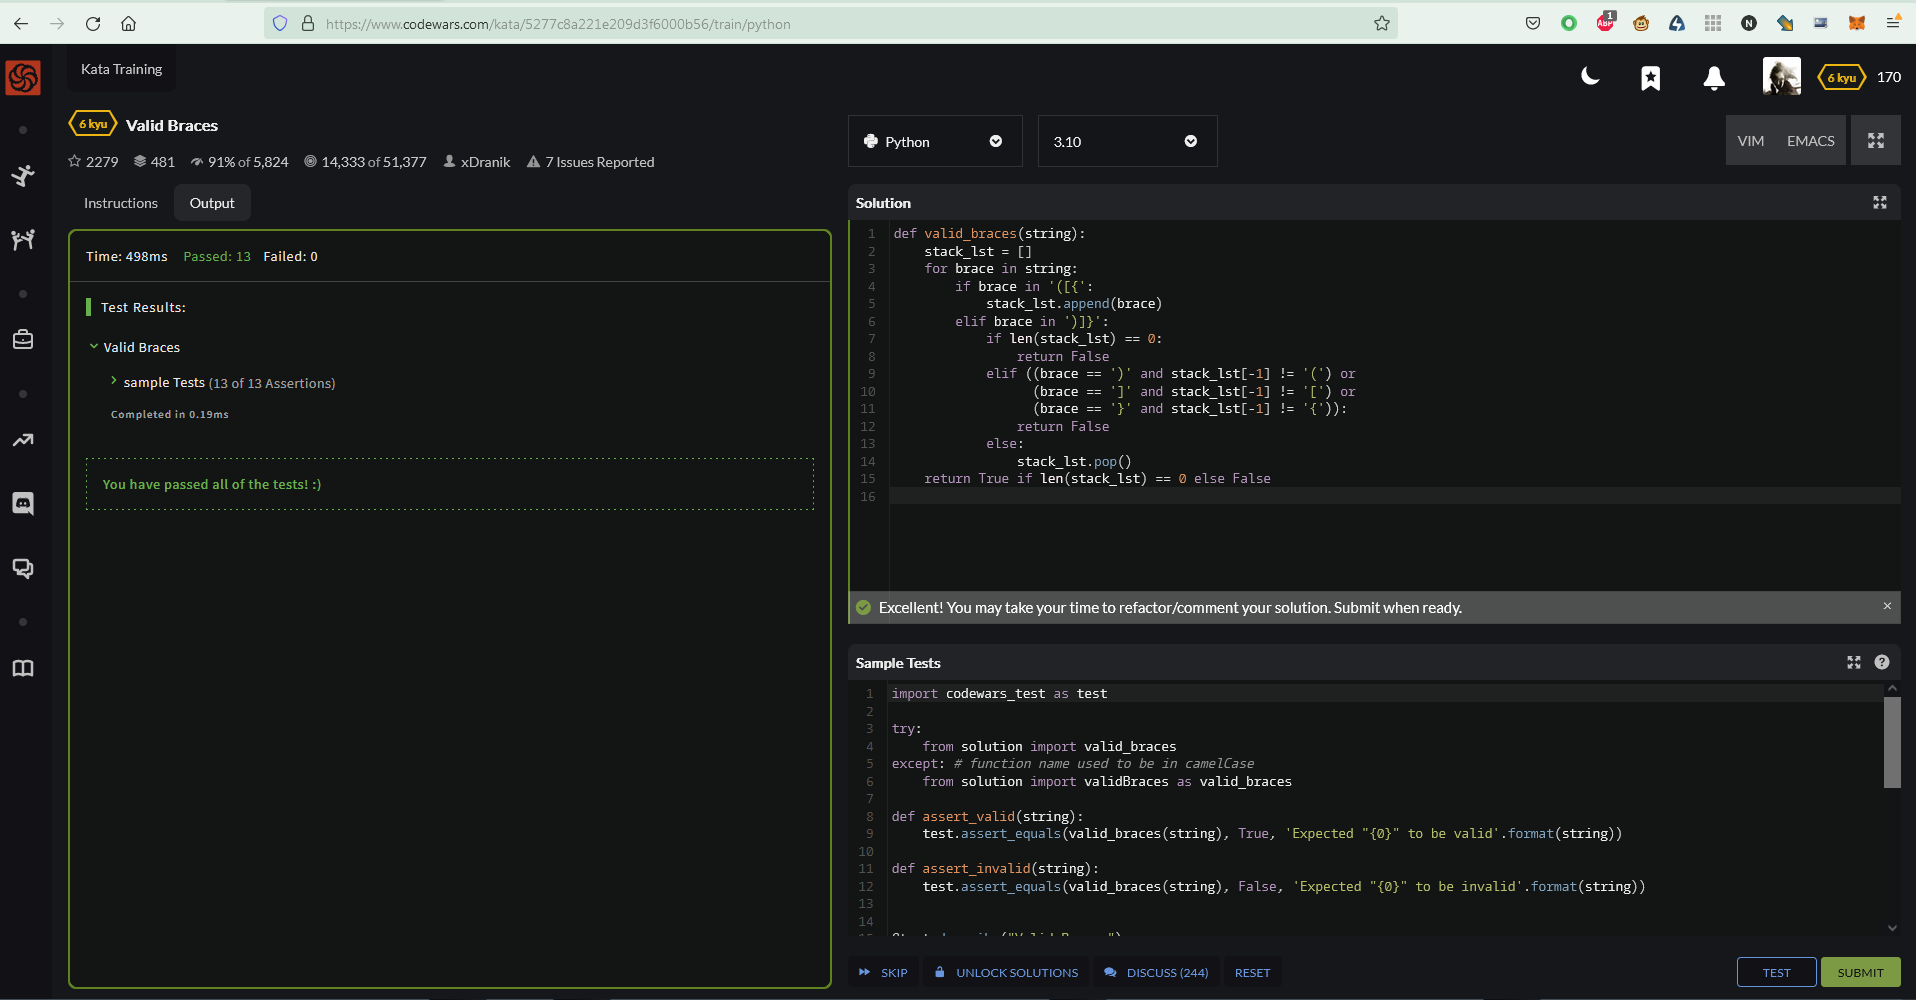 https://www.codewars.com/kata/5277c8a221e209d3f6000b56/train/python
1
ABP
N
Kata Training
6 kyu 170
6 kyu Valid Braces
2279 481 91% of 5,824 14,333 of 51,377 xDranik 7 Issues Reported
Instructions Output
Time: 498ms Passed: 13 Failed: 0
Test Results:
Valid Braces
sample Tests (13 of 13 Assertions)
Completed in 0.19ms
You have passed all of the tests! :)
Python 3.10 VIM EMACS
Solution
1 def valid_braces(string):
2     stack_lst = []
3     for brace in string:
4         if brace in '([{':
5             stack_lst.append(brace)
6         elif brace in ')]}':
7             if len(stack_lst) == 0:
8                 return False
9             elif ((brace == ')' and stack_lst[-1] != '(') or
10                   (brace == ']' and stack_lst[-1] != '[') or
11                   (brace == '}' and stack_lst[-1] != '{')):
12                 return False
13             else:
14                 stack_lst.pop()
15     return True if len(stack_lst) == 0 else False
16
Excellent! You may take your time to refactor/comment your solution. Submit when ready.
Sample Tests
1 import codewars_test as test
2
3 try:
4     from solution import valid_braces
5 except: # function name used to be in camelCase
6     from solution import validBraces as valid_braces
7
8 def assert_valid(string):
9     test.assert_equals(valid_braces(string), True, 'Expected "{0}" to be valid'.format(string))
10
11 def assert_invalid(string):
12     test.assert_equals(valid_braces(string), False, 'Expected "{0}" to be invalid'.format(string))
13
14
SKIP UNLOCK SOLUTIONS DISCUSS (244) RESET TEST SUBMIT